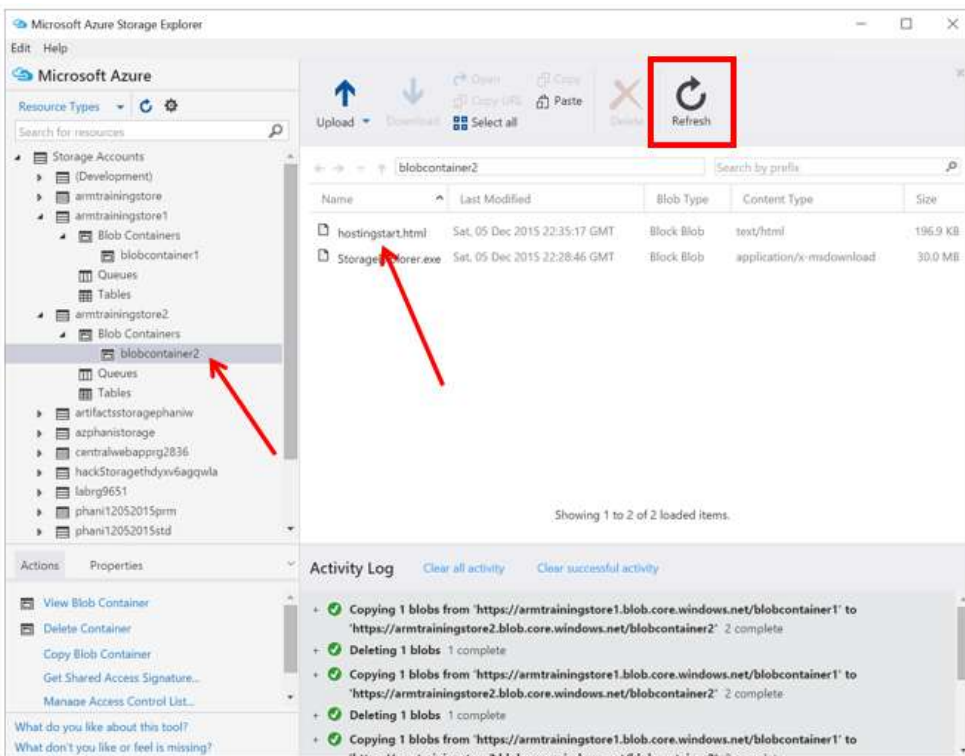 Microsoft Azure Storage Explorer
Edit Help
Microsoft Azure
Resource Types
Search for resources
Storage Accounts
(Development)
armtrainingstore
armtrainingstore1
Blob Containers
blobcontainer1
Queues
Tables
armtrainingstore2
Blob Containers
blobcontainer2
Queues
Tables
artifactsstoragephaniw
azphanistorage
centralwebapprg2836
hackStoragethdyxv6agqwla
labrg9651
phani12052015prm
phani12052015std
Actions Properties
View Blob Container
Delete Container
Copy Blob Container
Get Shared Access Signature...
Manage Access Control List...
What do you like about this tool?
What don't you like or feel is missing?
Upload Download Open Copy URL Select all Copy Paste Delete Refresh
blobcontainer2 Search by prefix
Name Last Modified Blob Type Content Type Size
hostingstart.html Sat, 05 Dec 2015 22:35:17 GMT Block Blob text/html 196.9 KB
StorageExplorer.exe Sat, 05 Dec 2015 22:28:46 GMT Block Blob application/x-msdownload 30.0 MB
Showing 1 to 2 of 2 loaded items.
Activity Log Clear all activity Clear successful activity
+ Copying 1 blobs from 'https://armtrainingstore1.blob.core.windows.net/blobcontainer1' to
'https://armtrainingstore2.blob.core.windows.net/blobcontainer2' 2 complete
+ Deleting 1 blobs 1 complete
+ Copying 1 blobs from 'https://armtrainingstore1.blob.core.windows.net/blobcontainer1' to
'https://armtrainingstore2.blob.core.windows.net/blobcontainer2' 2 complete
+ Deleting 1 blobs 1 complete
+ Copying 1 blobs from 'https://armtrainingstore1.blob.core.windows.net/blobcontainer1' to